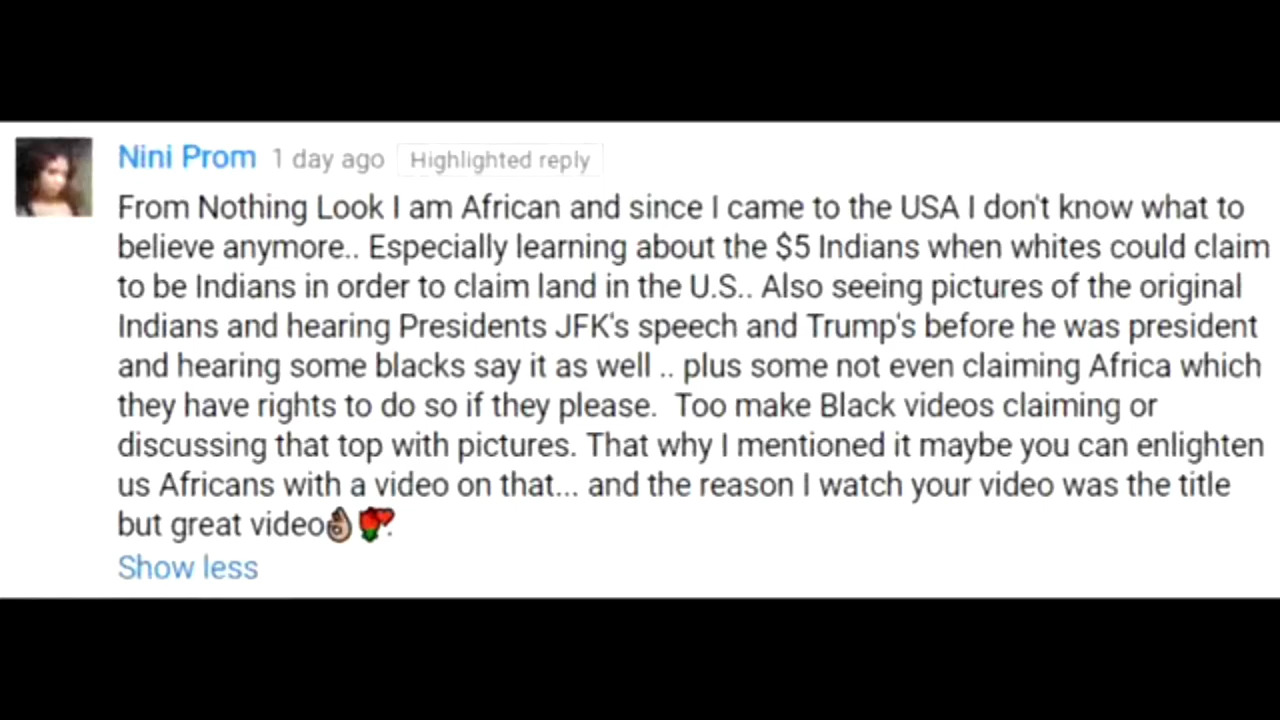 Nini Prom 1 day ago Highlighted reply
From Nothing Look I am African and since I came to the USA I don't know what to
believe anymore.. Especially learning about the $5 Indians when whites could claim
to be Indians in order to claim land in the U.S.. Also seeing pictures of the original
Indians and hearing Presidents JFK's speech and Trump's before he was president
and hearing some blacks say it as well .. plus some not even claiming Africa which
they have rights to do so if they please.  Too make Black videos claiming or
discussing that top with pictures. That why I mentioned it maybe you can enlighten
us Africans with a video on that... and the reason I watch your video was the title
but great video👌🏽🌹.
Show less